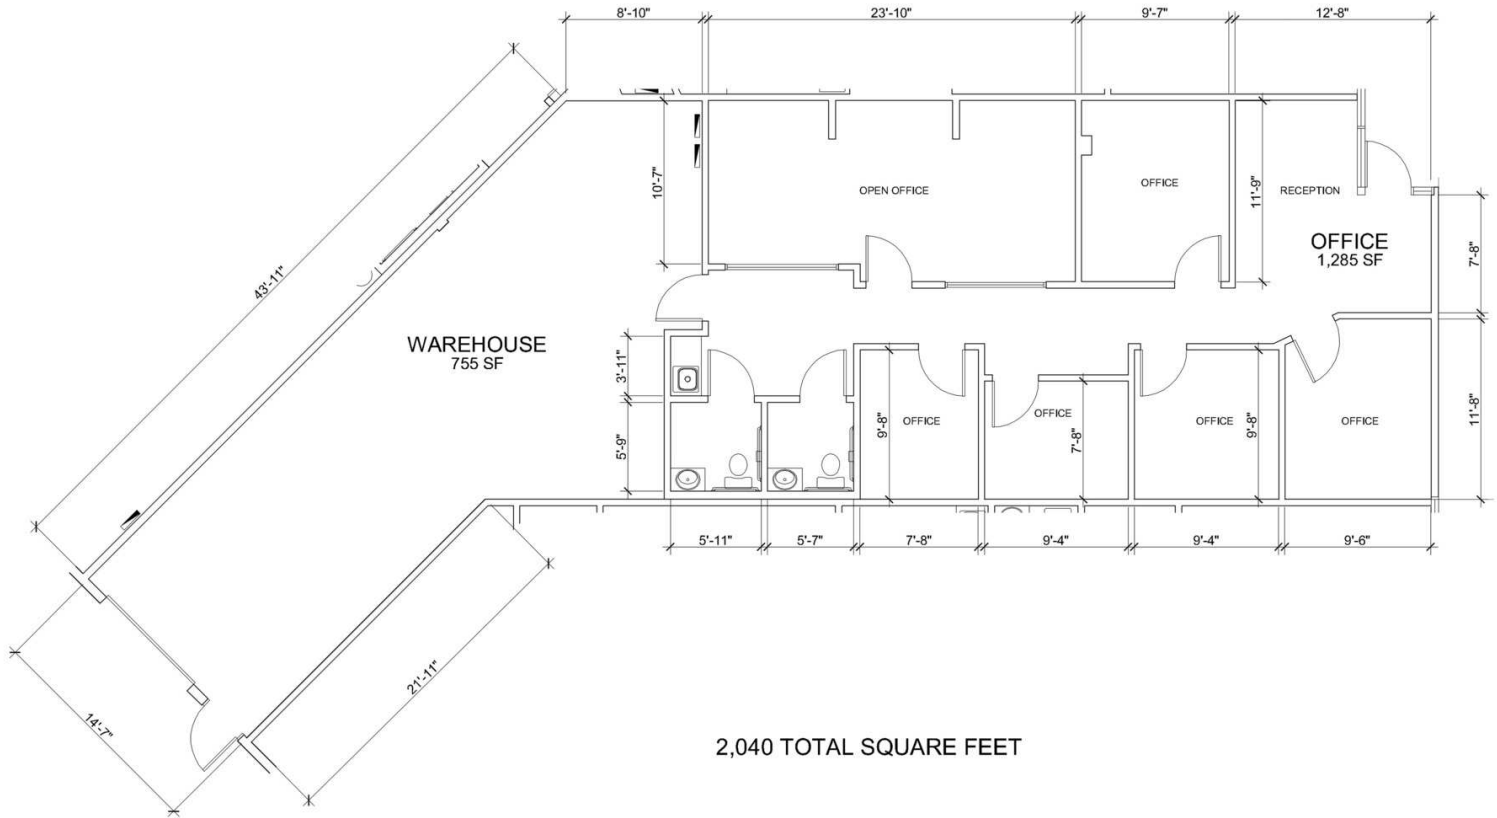 8'-10"
23'-10"
9'-7"
12'-8"
43'-11"
10'-7"
OPEN OFFICE
OFFICE
11'-9"
RECEPTION
OFFICE
1,285 SF
7'-8"
WAREHOUSE
755 SF
3'-11"
5'-9"
9'-8"
OFFICE
OFFICE
7'-8"
OFFICE
9'-8"
OFFICE
11'-8"
5'-11"
5'-7"
7'-8"
9'-4"
9'-4"
9'-6"
21'-11"
14'-7"
2,040 TOTAL SQUARE FEET